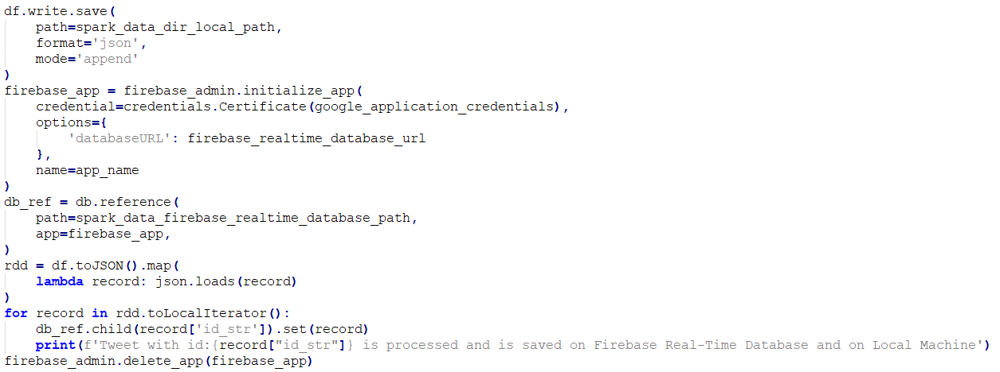 df.write.save(
    path=spark_data_dir_local_path,
    format='json',
    mode='append'
)
firebase_app = firebase_admin.initialize_app(
    credential=credentials.Certificate(google_application_credentials),
    options={
        'databaseURL': firebase_realtime_database_url
    },
    name=app_name
)
db_ref = db.reference(
    path=spark_data_firebase_realtime_database_path,
    app=firebase_app,
)
rdd = df.toJSON().map(
    lambda record: json.loads(record)
)
for record in rdd.toLocalIterator():
    db_ref.child(record['id_str']).set(record)
    print(f'Tweet with id:{record["id_str"]} is processed and is saved on Firebase Real-Time Database and on Local Machine')
firebase_admin.delete_app(firebase_app)